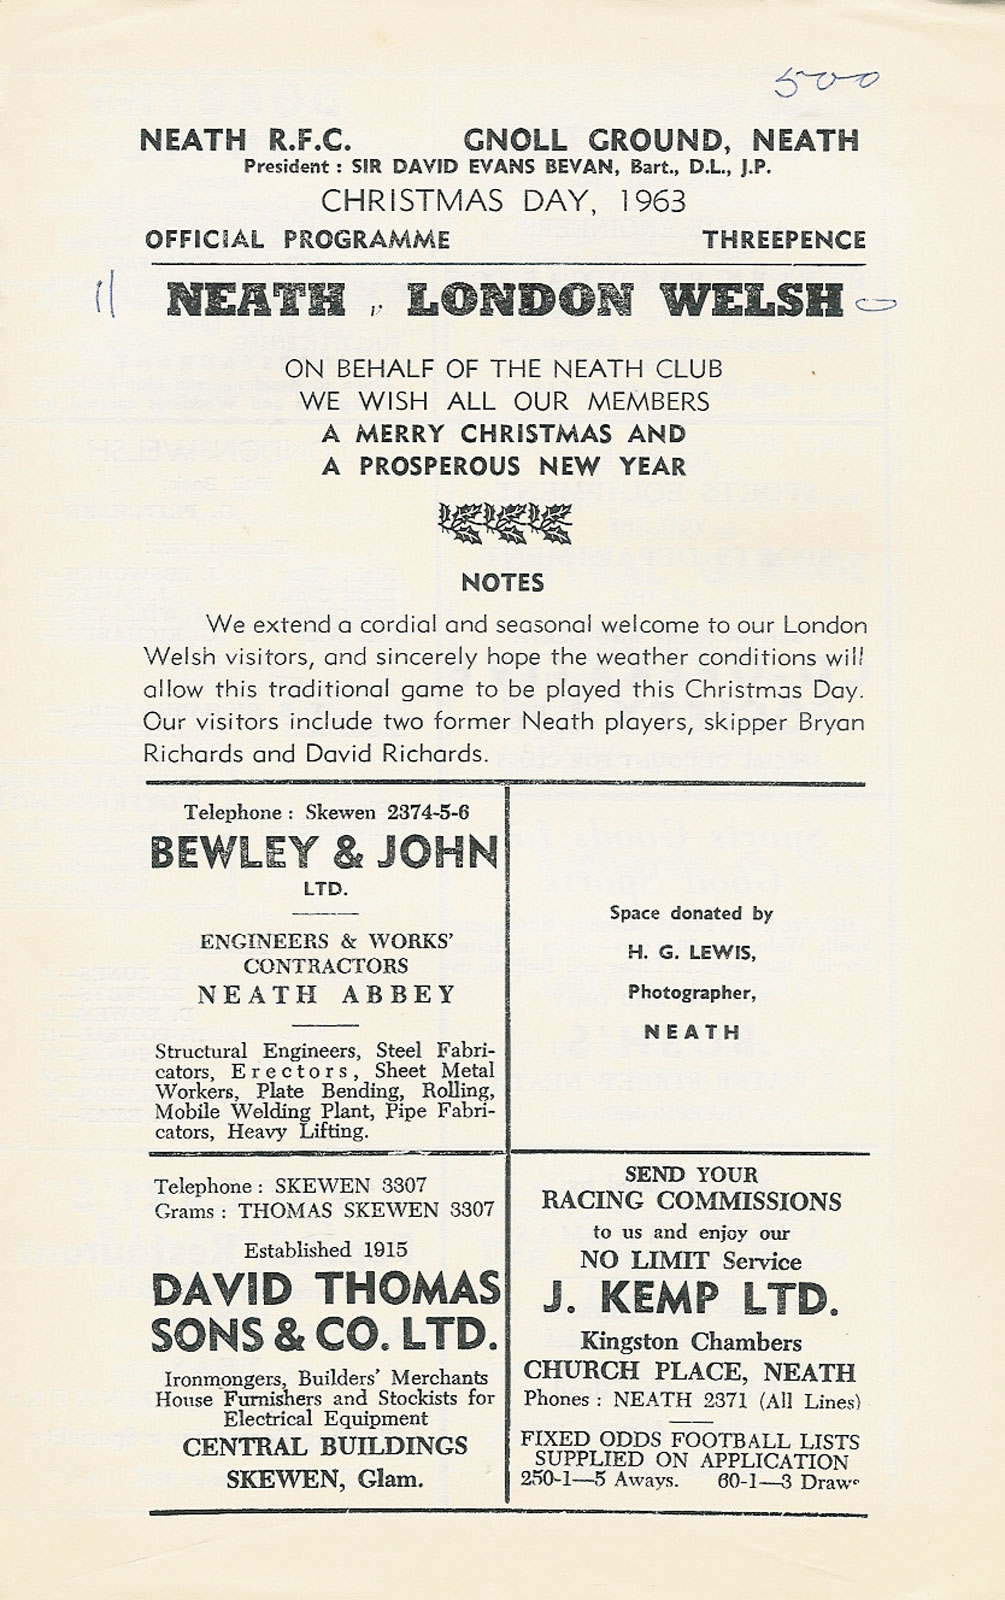 500
NEATH R.F.C. GNOLL GROUND, NEATH
President : SIR DAVID EVANS BEVAN, Bart., D.L., J.P.
CHRISTMAS DAY, 1963
OFFICIAL PROGRAMME THREEPENCE
11 NEATH v LONDON WELSH 0
ON BEHALF OF THE NEATH CLUB
WE WISH ALL OUR MEMBERS
A MERRY CHRISTMAS AND
A PROSPEROUS NEW YEAR
NOTES
We extend a cordial and seasonal welcome to our London
Welsh visitors, and sincerely hope the weather conditions will
allow this traditional game to be played this Christmas Day.
Our visitors include two former Neath players, skipper Bryan
Richards and David Richards.
Telephone : Skewen 2374-5-6
BEWLEY & JOHN
LTD.
ENGINEERS & WORKS'
CONTRACTORS
NEATH ABBEY
Structural Engineers, Steel Fabri-
cators, Erectors, Sheet Metal
Workers, Plate Bending, Rolling,
Mobile Welding Plant, Pipe Fabri-
cators, Heavy Lifting.
Space donated by
H. G. LEWIS,
Photographer,
NEATH
Telephone : SKEWEN 3307
Grams : THOMAS SKEWEN 3307
Established 1915
DAVID THOMAS
SONS & CO. LTD.
Ironmongers, Builders' Merchants
House Furnishers and Stockists for
Electrical Equipment
CENTRAL BUILDINGS
SKEWEN, Glam.
SEND YOUR
RACING COMMISSIONS
to us and enjoy our
NO LIMIT Service
J. KEMP LTD.
Kingston Chambers
CHURCH PLACE, NEATH
Phones : NEATH 2371 (All Lines)
FIXED ODDS FOOTBALL LISTS
SUPPLIED ON APPLICATION
250-1—5 Aways. 60-1—3 Draws